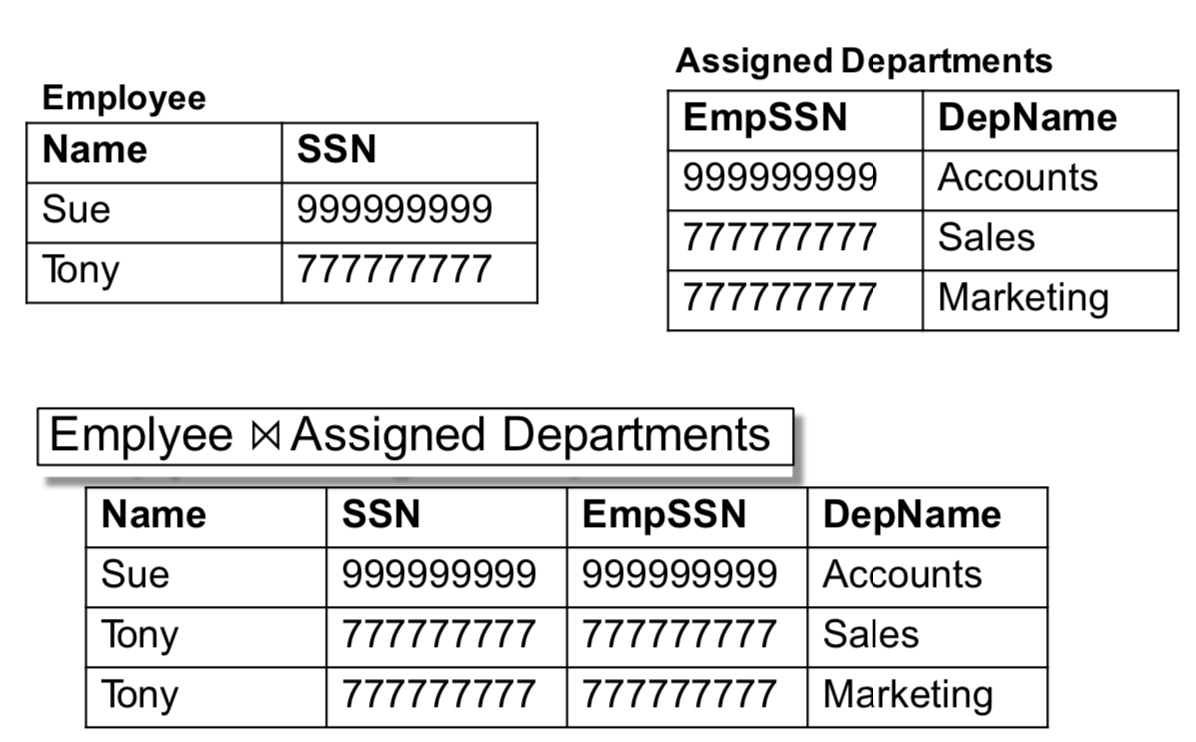 Employee
Name SSN
Sue 999999999
Tony 777777777
Assigned Departments
EmpSSN DepName
999999999 Accounts
777777777 Sales
777777777 Marketing
Emplyee ⋈ Assigned Departments
Name SSN EmpSSN DepName
Sue 999999999 999999999 Accounts
Tony 777777777 777777777 Sales
Tony 777777777 777777777 Marketing